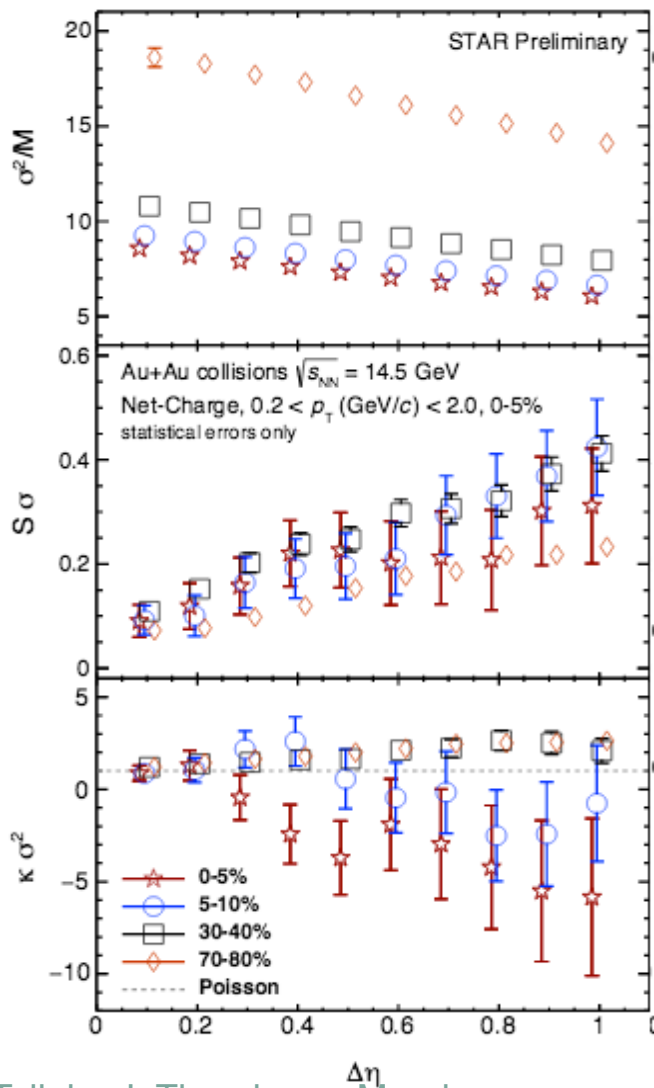 20
STAR Preliminary
15
σ²/M
10
5
0.6
Au+Au collisions √sNN = 14.5 GeV
Net-Charge, 0.2 < pT (GeV/c) < 2.0, 0-5%
statistical errors only
0.4
S σ
0.2
0
5
0
κ σ²
−5
−10
0-5%
5-10%
30-40%
70-80%
Poisson
0 0.2 0.4 0.6 0.8 1
Δη